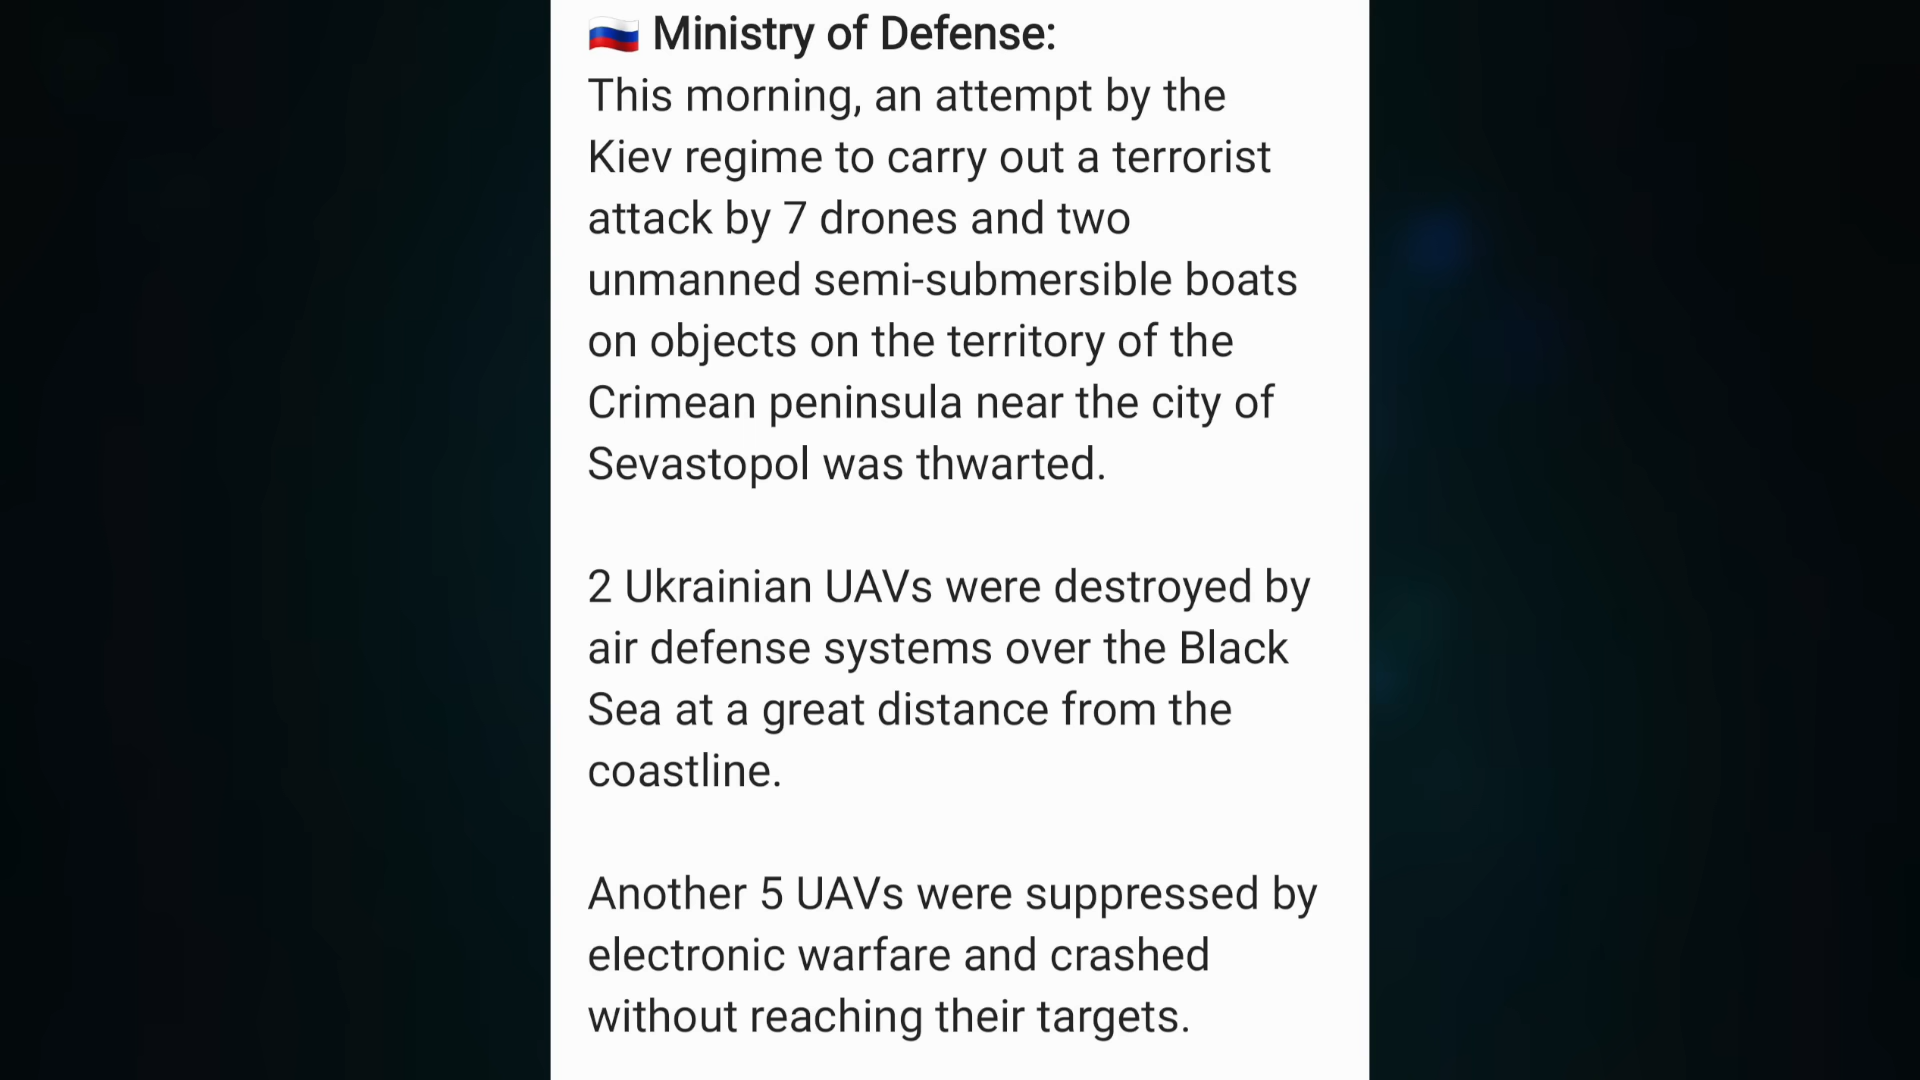 🇷🇺 Ministry of Defense:
This morning, an attempt by the
Kiev regime to carry out a terrorist
attack by 7 drones and two
unmanned semi-submersible boats
on objects on the territory of the
Crimean peninsula near the city of
Sevastopol was thwarted.
2 Ukrainian UAVs were destroyed by
air defense systems over the Black
Sea at a great distance from the
coastline.
Another 5 UAVs were suppressed by
electronic warfare and crashed
without reaching their targets.